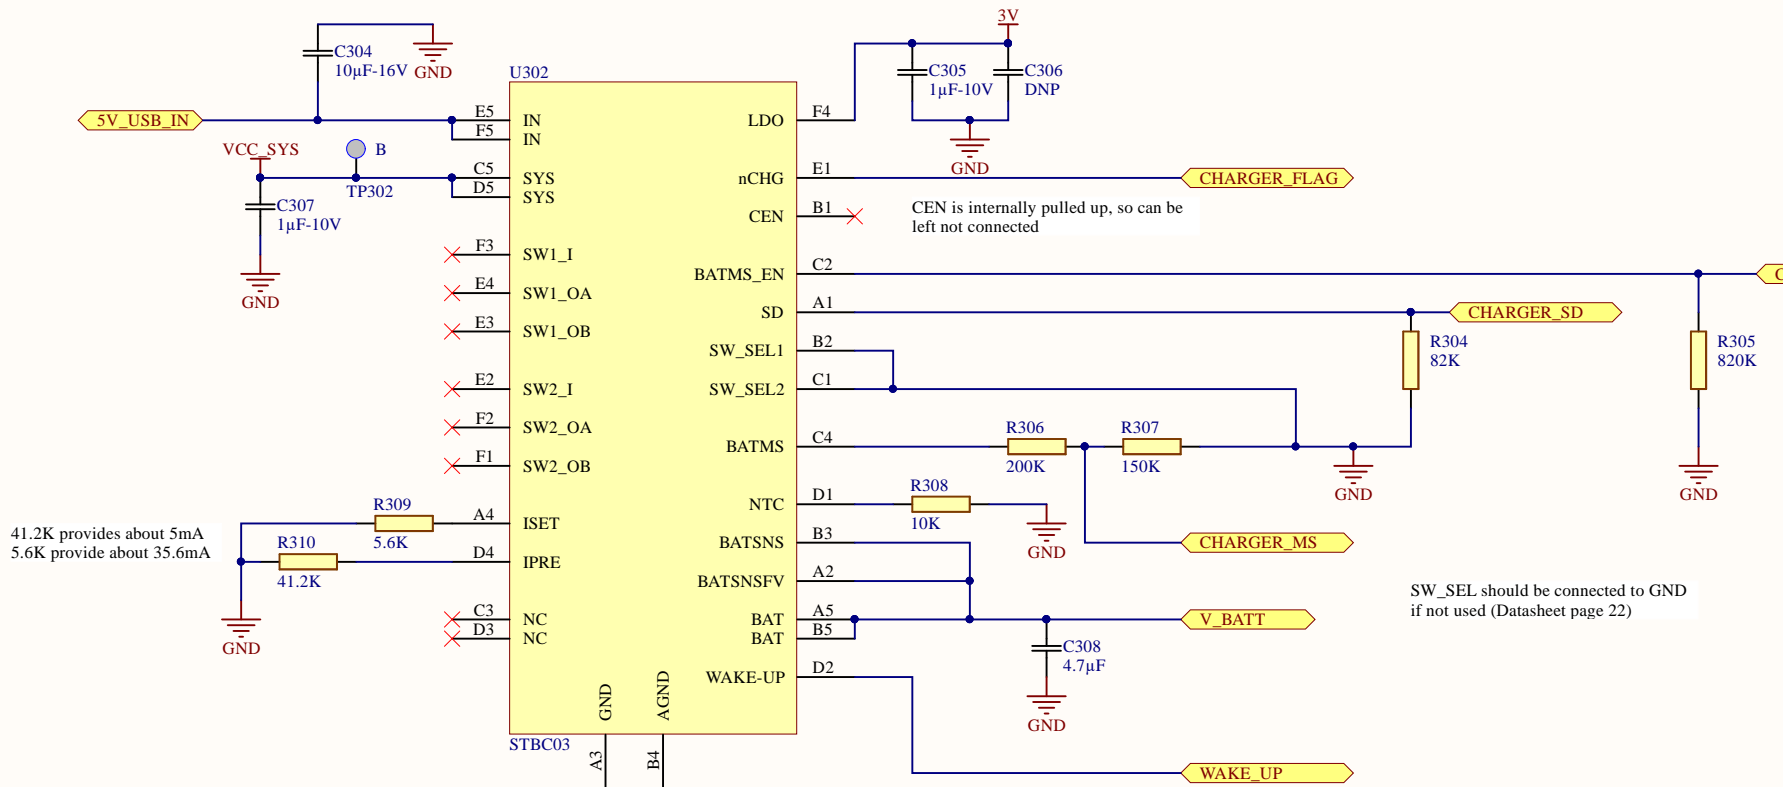 C304
10µF-16V
GND
5V_USB_IN
VCC_SYS
B
TP302
C307
1µF-10V
GND
41.2K provides about 5mA
5.6K provide about 35.6mA
R309
5.6K
R310
41.2K
GND
U302
E5 IN
F5 IN
C5 SYS
D5 SYS
F3 SW1_I
E4 SW1_OA
E3 SW1_OB
E2 SW2_I
F2 SW2_OA
F1 SW2_OB
A4 ISET
D4 IPRE
C3 NC
D3 NC
LDO F4
nCHG E1
CEN B1
BATMS_EN C2
SD A1
SW_SEL1 B2
SW_SEL2 C1
BATMS C4
NTC D1
BATSNS B3
BATSNSFV A2
BAT A5
BAT B5
WAKE-UP D2
GND
AGND
A3
B4
STBC03
3V
C305
1µF-10V
C306
DNP
GND
CHARGER_FLAG
CEN is internally pulled up, so can be
left not connected
C
CHARGER_SD
R304
82K
R305
820K
R306
200K
R307
150K
GND
GND
R308
10K
GND
CHARGER_MS
SW_SEL should be connected to GND
if not used (Datasheet page 22)
V_BATT
C308
4.7µF
GND
WAKE_UP